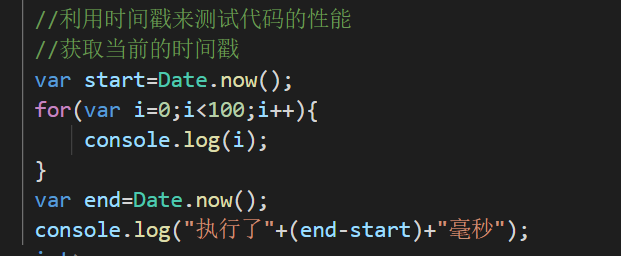 //利用时间戳来测试代码的性能
//获取当前的时间戳
var start=Date.now();
for(var i=0;i<100;i++){
    console.log(i);
}
var end=Date.now();
console.log("执行了"+(end-start)+"毫秒");